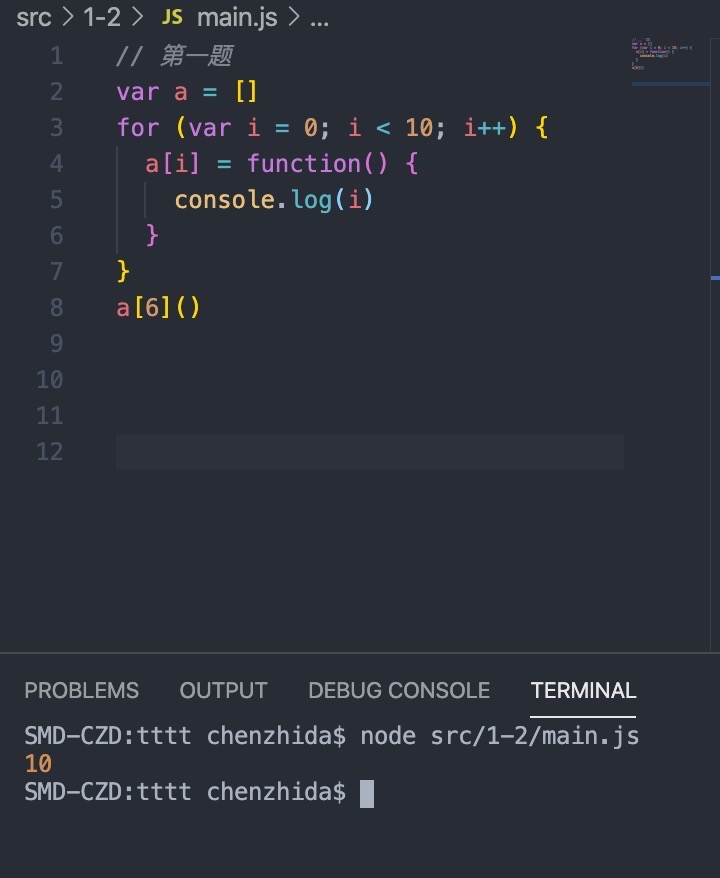 src > 1-2 > JS main.js > ...
1 // 第一题
2 var a = []
3 for (var i = 0; i < 10; i++) {
4 a[i] = function() {
5 console.log(i)
6 }
7 }
8 a[6]()
9
10
11
12
PROBLEMS OUTPUT DEBUG CONSOLE TERMINAL
SMD-CZD:tttt chenzhida$ node src/1-2/main.js
10
SMD-CZD:tttt chenzhida$